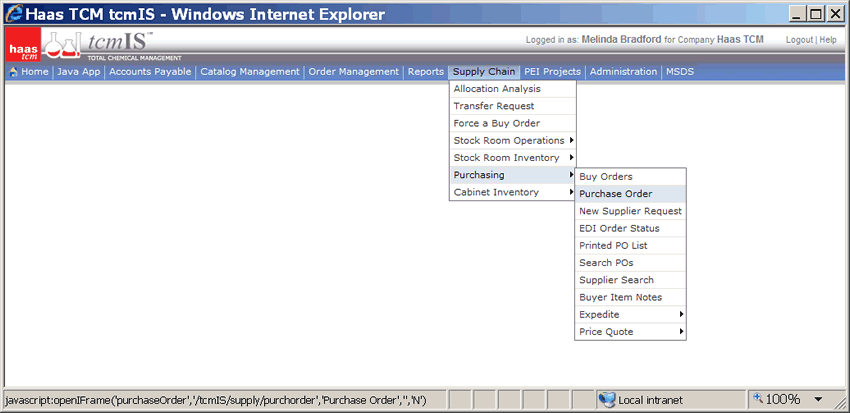 Haas TCM tcmIS - Windows Internet Explorer
haas tcm
tcmIS™
TOTAL CHEMICAL MANAGEMENT
Logged in as: Melinda Bradford for Company Haas TCM
Logout | Help
Home | Java App | Accounts Payable | Catalog Management | Order Management | Reports | Supply Chain | PEI Projects | Administration | MSDS
Allocation Analysis
Transfer Request
Force a Buy Order
Stock Room Operations
Stock Room Inventory
Purchasing
Cabinet Inventory
Buy Orders
Purchase Order
New Supplier Request
EDI Order Status
Printed PO List
Search POs
Supplier Search
Buyer Item Notes
Expedite
Price Quote
javascript:openIFrame('purchaseOrder','/tcmIS/supply/purchorder','Purchase Order','','N')
Local intranet
100%